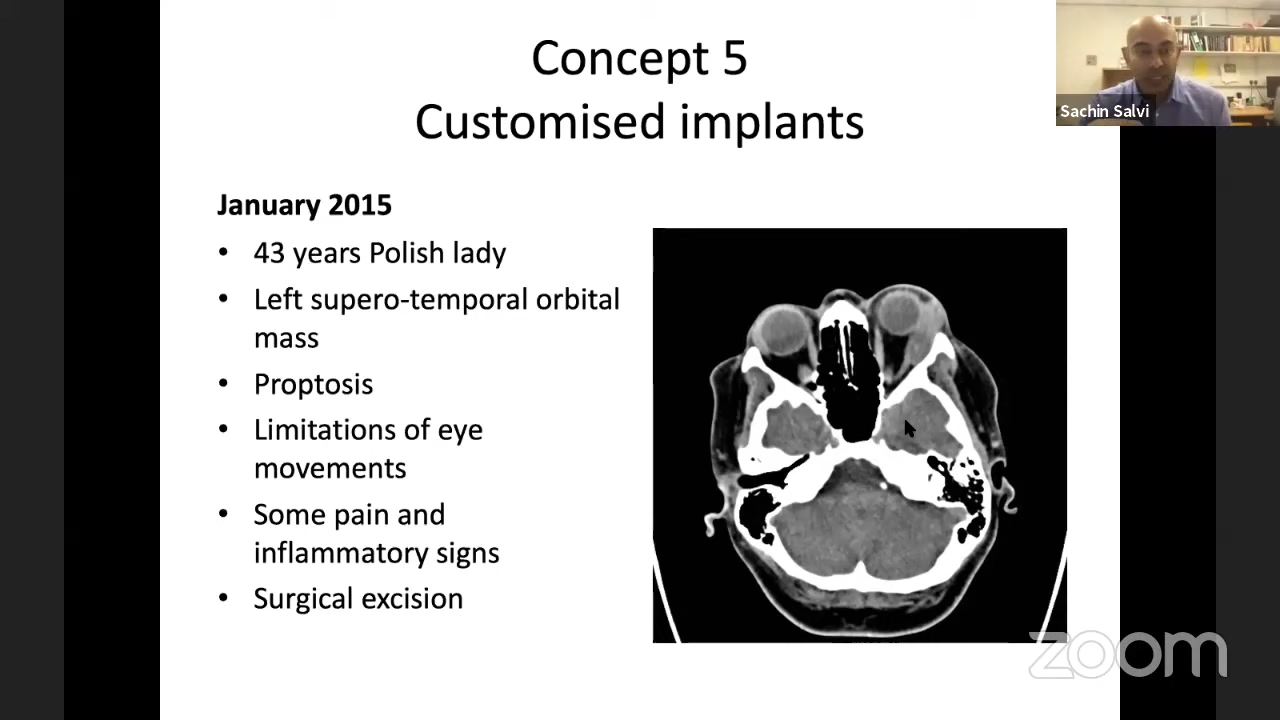 Concept 5
Customised implants
Sachin Salvi
January 2015
• 43 years Polish lady
• Left supero-temporal orbital
mass
• Proptosis
• Limitations of eye
movements
• Some pain and
inflammatory signs
• Surgical excision
zoom